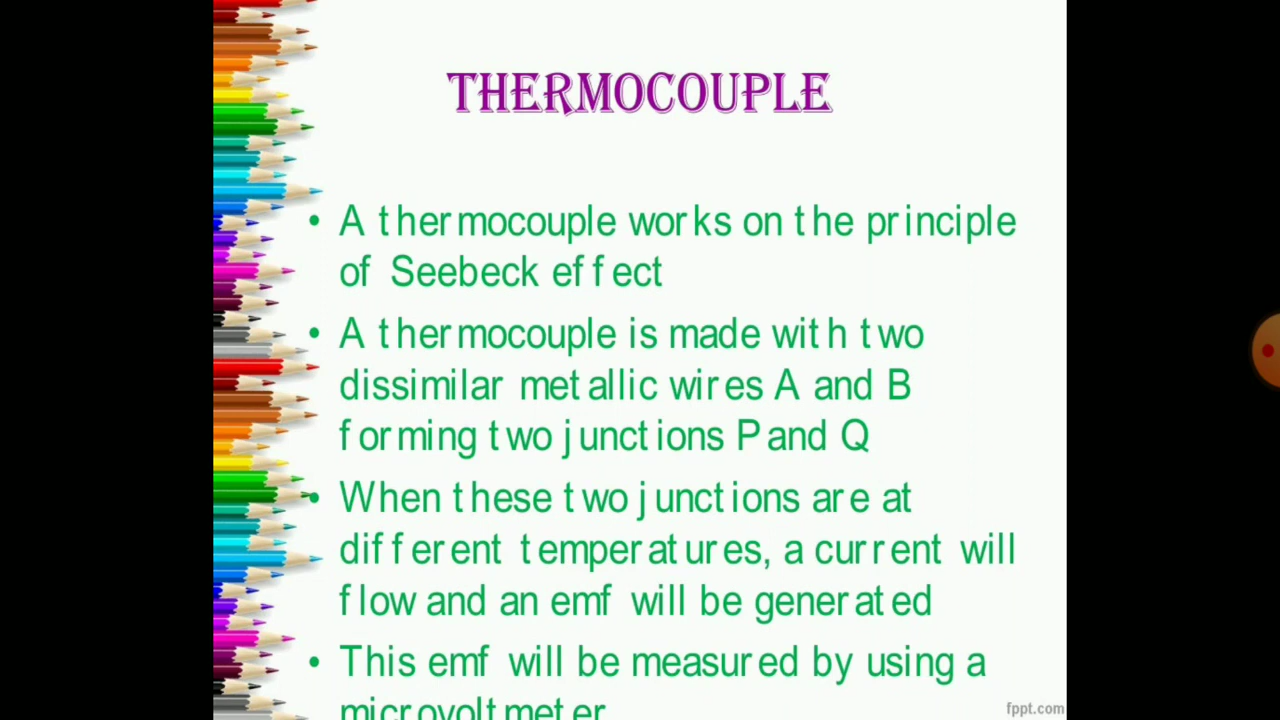 THERMOCOUPLE
• A thermocouple works on the principle
of Seebeck effect
• A thermocouple is made with two
dissimilar metallic wires A and B
forming two junctions P and Q
• When these two junctions are at
different temperatures, a current will
flow and an emf will be generated
• This emf will be measured by using a
microvoltmeter
fppt.com